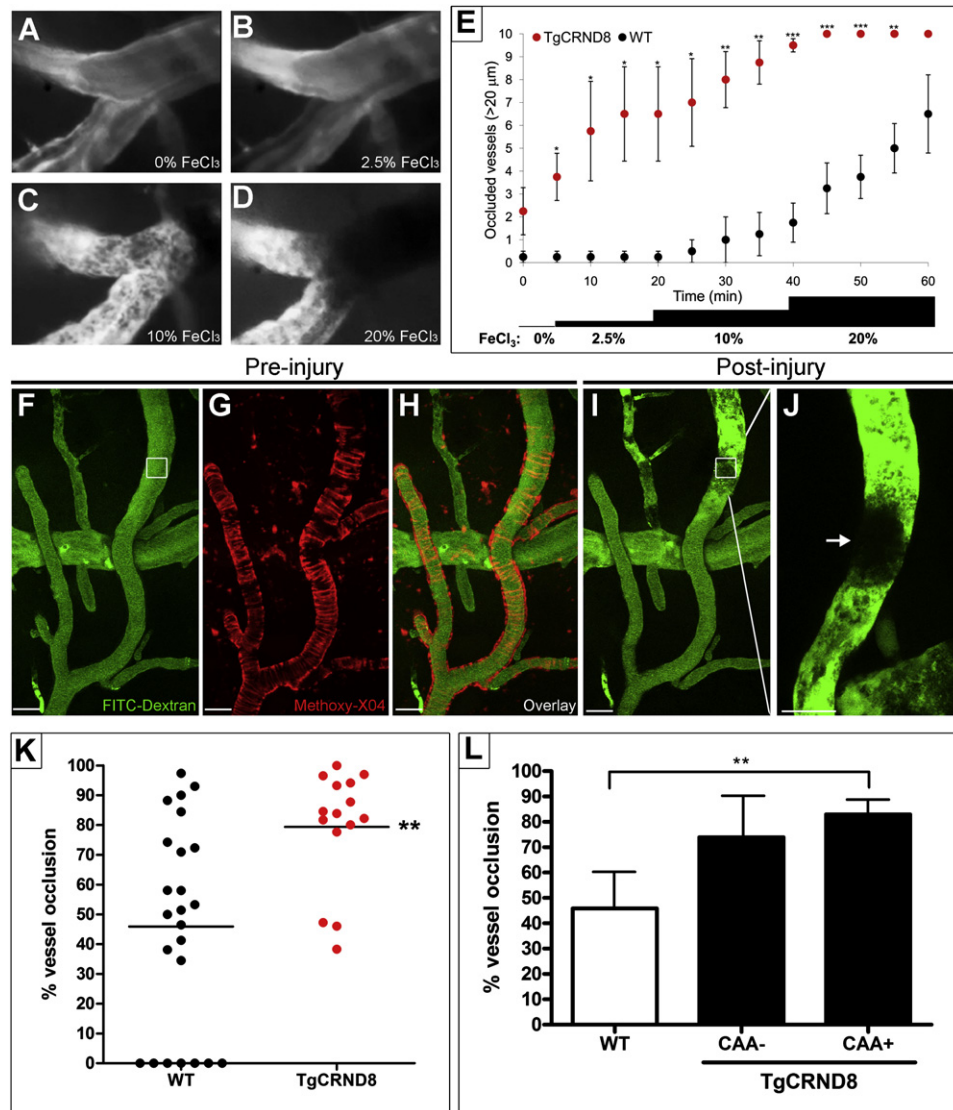 A
0% FeCl₃
B
2.5% FeCl₃
C
10% FeCl₃
D
20% FeCl₃
E
TgCRND8 WT
Occluded vessels (>20 μm)
10
9
8
7
6
5
4
3
2
1
0
* * * * * ** ** *** *** *** **
0 5 10 15 20 25 30 35 40 45 50 55 60
Time (min)
FeCl₃: 0% 2.5% 10% 20%
Pre-injury
Post-injury
F
FITC-Dextran
G
Methoxy-X04
H
Overlay
I
J
K
% vessel occlusion
100
90
80
70
60
50
40
30
20
10
0
**
WT TgCRND8
L
% vessel occlusion
100
90
80
70
60
50
40
30
20
10
0
**
WT CAA- CAA+
TgCRND8